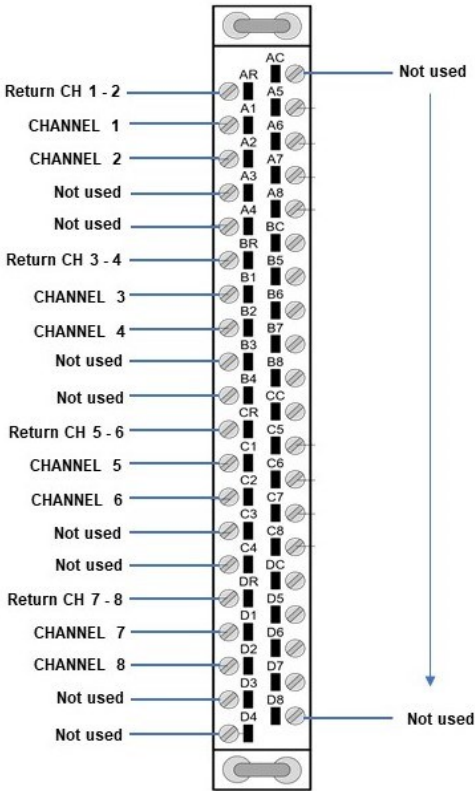 AC
Not used
AR
A5
Return CH 1 - 2
A1
A6
CHANNEL 1
A2
A7
CHANNEL 2
A3
A8
Not used
A4
BC
Not used
BR
B5
Return CH 3 - 4
B1
B6
CHANNEL 3
B2
B7
CHANNEL 4
B3
B8
Not used
B4
CC
Not used
CR
C5
Return CH 5 - 6
C1
C6
CHANNEL 5
C2
C7
CHANNEL 6
C3
C8
Not used
C4
DC
Not used
DR
D5
Return CH 7 - 8
D1
D6
CHANNEL 7
D2
D7
CHANNEL 8
D3
D8
Not used
D4
Not used
Not used